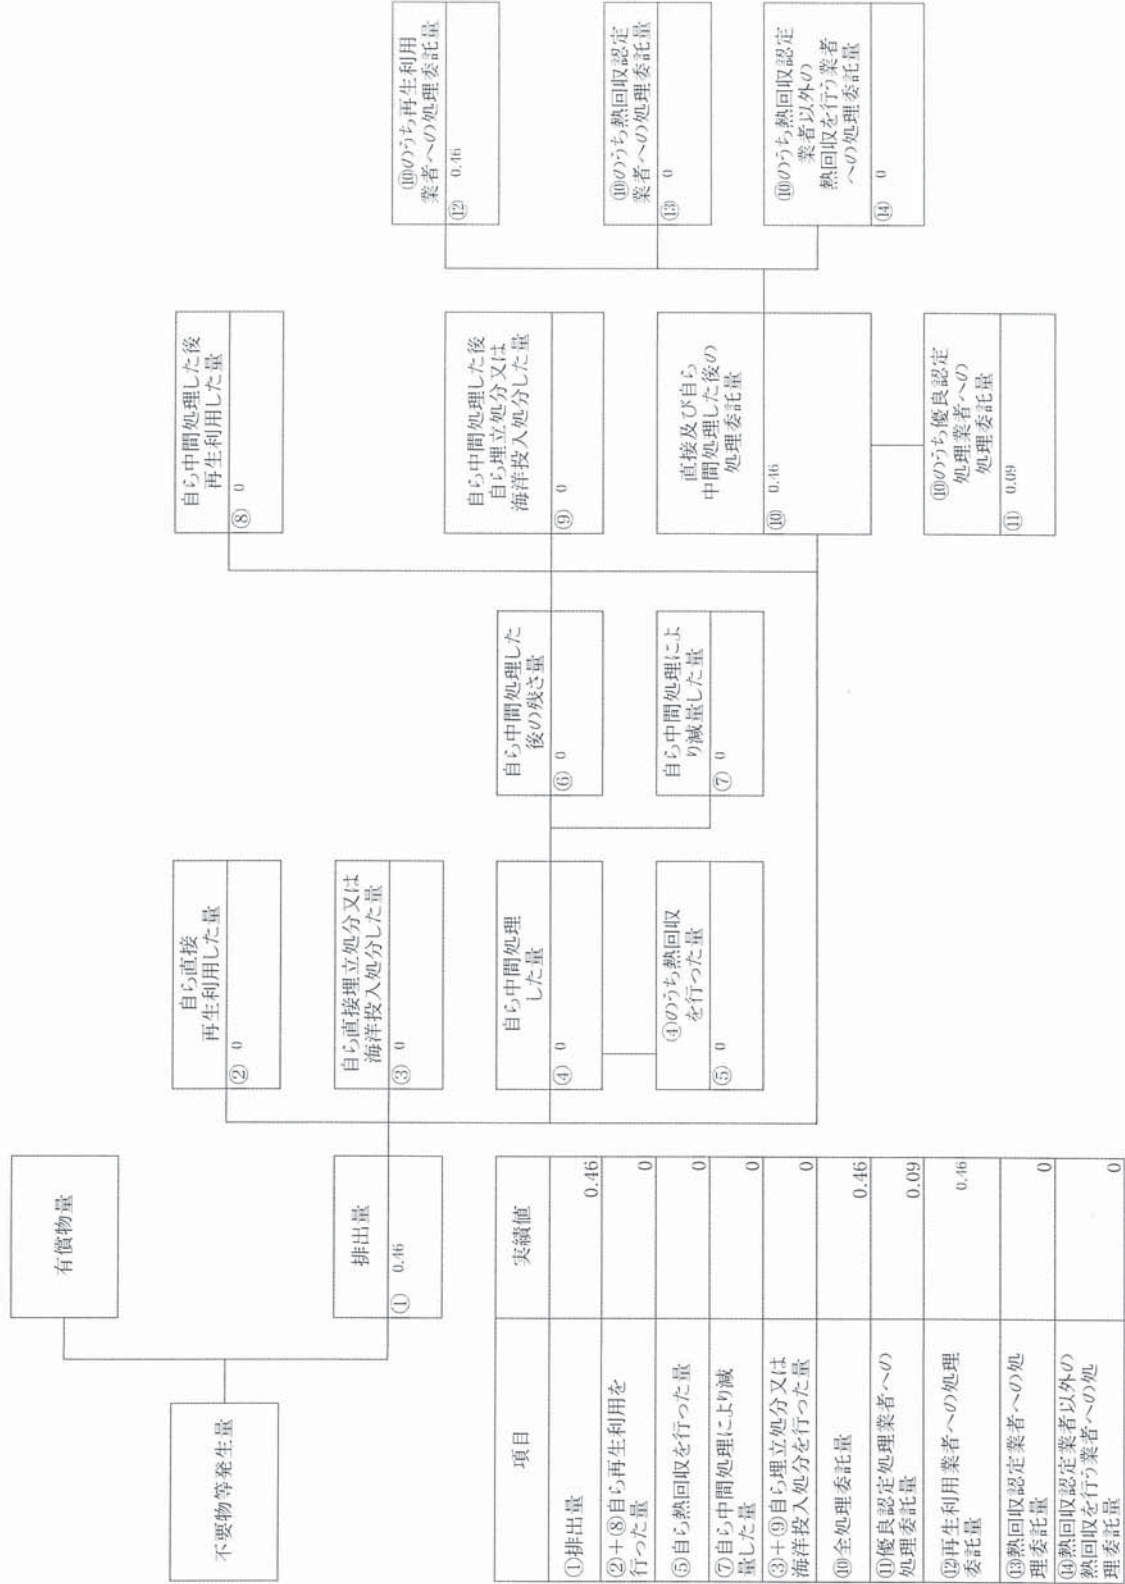 不要物等発生量
有償物量
排出量
① 0.46
自ら直接
再生利用した量
② 0
自ら直接埋立処分又は
海洋投入処分した量
③ 0
自ら中間処理
した量
④ 0
④のうち熱回収
を行った量
⑤ 0
自ら中間処理した
後の残さ量
⑥ 0
自ら中間処理によ
り減量した量
⑦ 0
自ら中間処理した後
再生利用した量
⑧ 0
自ら中間処理した後
自ら埋立処分又は
海洋投入処分した量
⑨ 0
直接及び自ら
中間処理した後の
処理委託量
⑩ 0.46
⑩のうち優良認定
処理業者への
処理委託量
⑪ 0.09
⑩のうち再生利用
業者への処理委託量
⑫ 0.46
⑩のうち熱回収認定
業者への処理委託量
⑬ 0
⑩のうち熱回収認定
業者以外の
熱回収を行う業者
への処理委託量
⑭ 0
項目 実績値
①排出量 0.46
②+⑧自ら再生利用を
行った量 0
⑤自ら熱回収を行った量 0
⑦自ら中間処理により減
量した量 0
③+⑨自ら埋立処分又は
海洋投入処分を行った量 0
⑩全処理委託量 0.46
⑪優良認定処理業者への
処理委託量 0.09
⑫再生利用業者への処理
委託量 0.46
⑬熱回収認定業者への処
理委託量 0
⑭熱回収認定業者以外の
熱回収を行う業者への処
理委託量 0